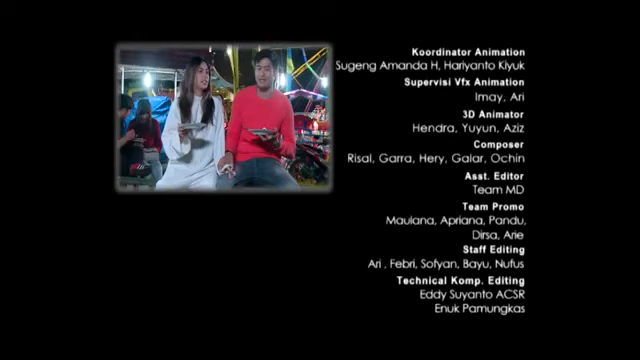 Koordinator Animation
Sugeng Amanda H, Hariyanto Kiyuk
Supervisi Vfx Animation
Imay, Ari
3D Animator
Hendra, Yuyun, Aziz
Composer
Risal, Garra, Hery, Galar, Ochin
Asst. Editor
Team MD
Team Promo
Maulana, Apriana, Pandu,
Dirsa, Arie
Staff Editing
Ari , Febri, Sofyan, Bayu, Nufus
Technical Komp. Editing
Eddy Suyanto ACSR
Enuk Pamungkas